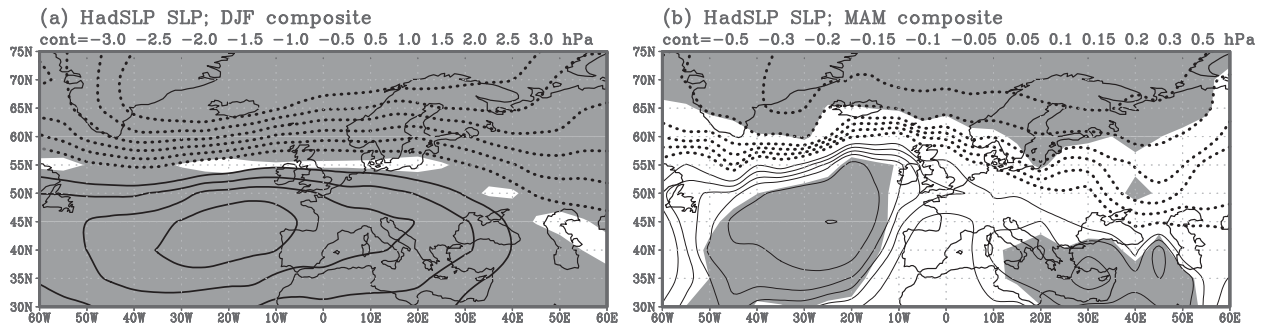 (a) HadSLP SLP; DJF composite
cont=−3.0 −2.5 −2.0 −1.5 −1.0 −0.5 0.5 1.0 1.5 2.0 2.5 3.0 hPa
75N
70N
65N
60N
55N
50N
45N
40N
35N
30N
60W 50W 40W 30W 20W 10W 0 10E 20E 30E 40E 50E 60E
(b) HadSLP SLP; MAM composite
cont=−0.5 −0.3 −0.2 −0.15 −0.1 −0.05 0.05 0.1 0.15 0.2 0.3 0.5 hPa
75N
70N
65N
60N
55N
50N
45N
40N
35N
30N
60W 50W 40W 30W 20W 10W 0 10E 20E 30E 40E 50E 60E